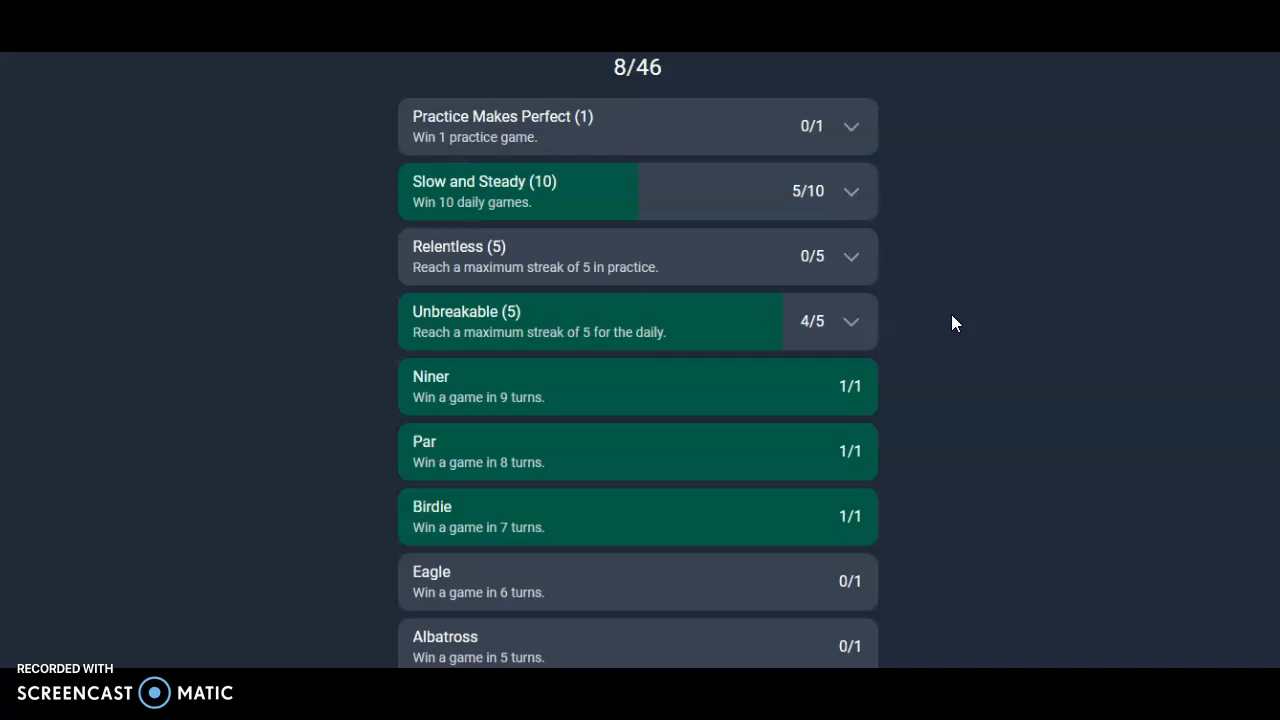 8/46
Practice Makes Perfect (1)
Win 1 practice game.
0/1
Slow and Steady (10)
Win 10 daily games.
5/10
Relentless (5)
Reach a maximum streak of 5 in practice.
0/5
Unbreakable (5)
Reach a maximum streak of 5 for the daily.
4/5
Niner
Win a game in 9 turns.
1/1
Par
Win a game in 8 turns.
1/1
Birdie
Win a game in 7 turns.
1/1
Eagle
Win a game in 6 turns.
0/1
Albatross
Win a game in 5 turns.
0/1
RECORDED WITH
SCREENCAST MATIC